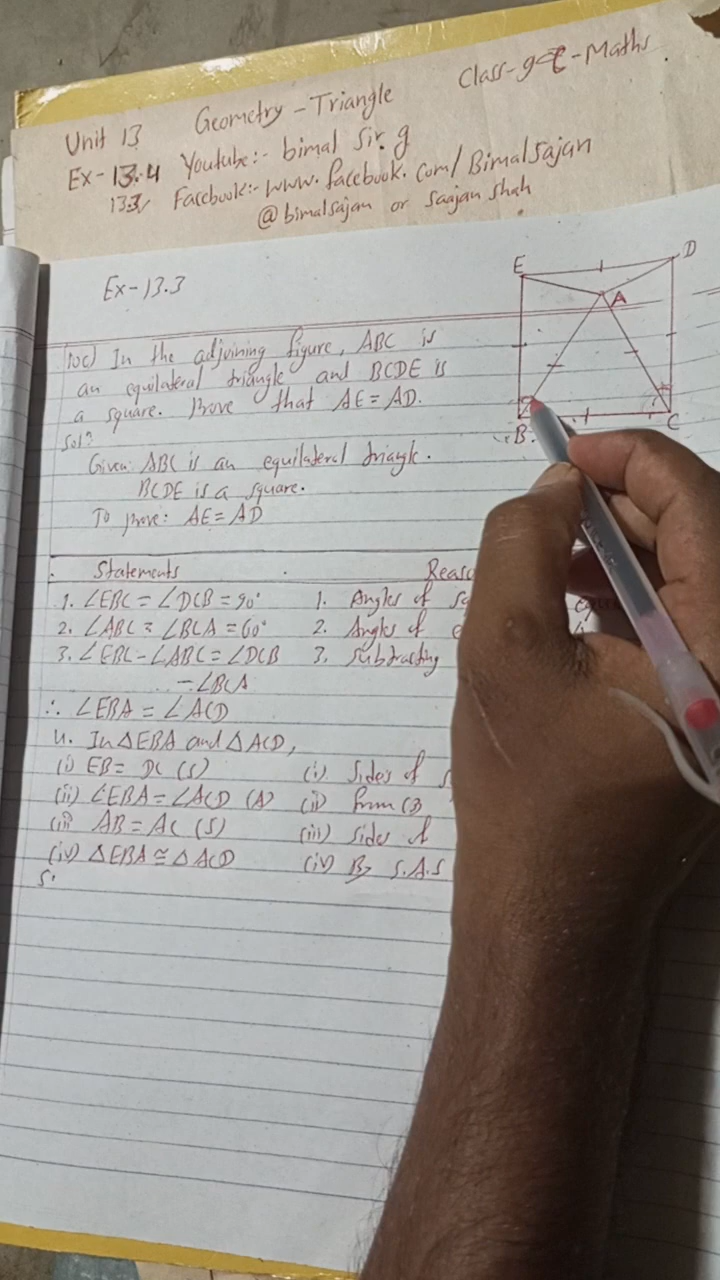 Class-9 - Maths
Unit 13 Geometry - Triangle
Ex- 13.4 Youtube:- bimal sir g
13.3, Facebook:- www.facebook.com/Bimalsajan
@bimalsajan or saajan shah
Ex-13.3
E
D
A
B
C
10c) In the adjoining figure, ABC is
an equilateral triangle and BCDE is
a square. Prove that AE = AD.
Solⁿ
Given: ABC is an equilateral triangle.
BCDE is a square.
To prove: AE = AD
Statements
1. ∠EBC = ∠DCB = 90° 1. Angles of
2. ∠ABC = ∠BCA = 60° 2. Angles of
3. ∠EBC - ∠ABC = ∠DCB 3. Subtracting
- ∠BCA
∴ ∠EBA = ∠ACD
4. In ΔEBA and ΔACD,
(i) EB = DC (S) (i) Sides of
(ii) ∠EBA = ∠ACD (A) (ii) from (3
(iii) AB = AC (S) (iii) Sides of
(iv) ΔEBA ≅ ΔACD (iv) By S.A.S
5.